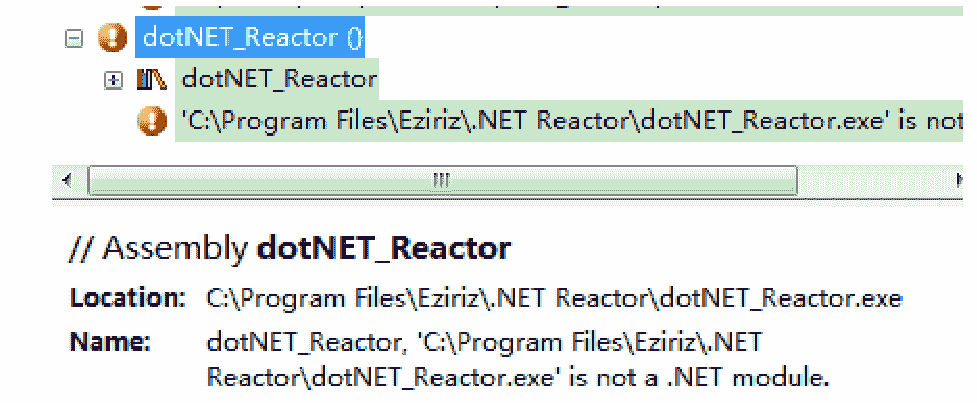 dotNET_Reactor ()
dotNET_Reactor
'C:\Program Files\Eziriz\.NET Reactor\dotNET_Reactor.exe' is not
// Assembly dotNET_Reactor
Location: C:\Program Files\Eziriz\.NET Reactor\dotNET_Reactor.exe
Name: dotNET_Reactor, 'C:\Program Files\Eziriz\.NET
Reactor\dotNET_Reactor.exe' is not a .NET module.